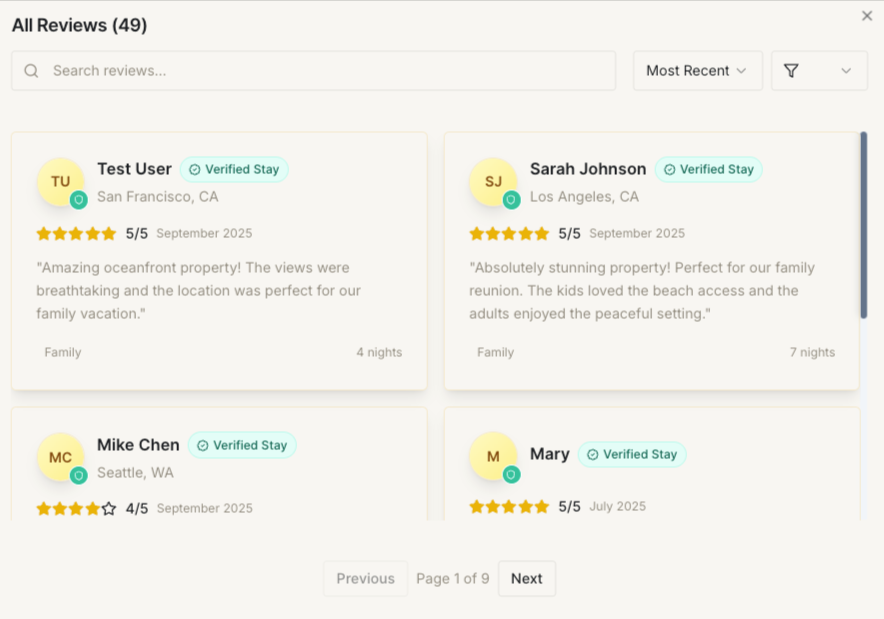 All Reviews (49)
Search reviews...
Most Recent
TU
Test User
Verified Stay
San Francisco, CA
5/5 September 2025
"Amazing oceanfront property! The views were
breathtaking and the location was perfect for our
family vacation."
Family
4 nights
SJ
Sarah Johnson
Verified Stay
Los Angeles, CA
5/5 September 2025
"Absolutely stunning property! Perfect for our family
reunion. The kids loved the beach access and the
adults enjoyed the peaceful setting."
Family
7 nights
MC
Mike Chen
Verified Stay
Seattle, WA
4/5 September 2025
M
Mary
Verified Stay
5/5 July 2025
Previous
Page 1 of 9
Next